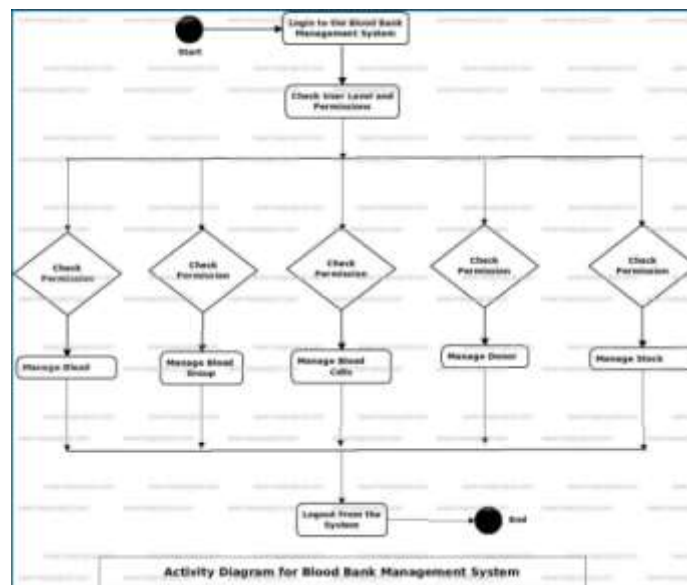 Login to the Blood Bank
Management System
Start
Check User Level and
Permissions
Check
Permission
Check
Permission
Check
Permission
Check
Permission
Check
Permission
Manage Blood
Manage Blood
Group
Manage Blood
Cells
Manage Donor
Manage Stock
Logout From the
System
End
Activity Diagram for Blood Bank Management System